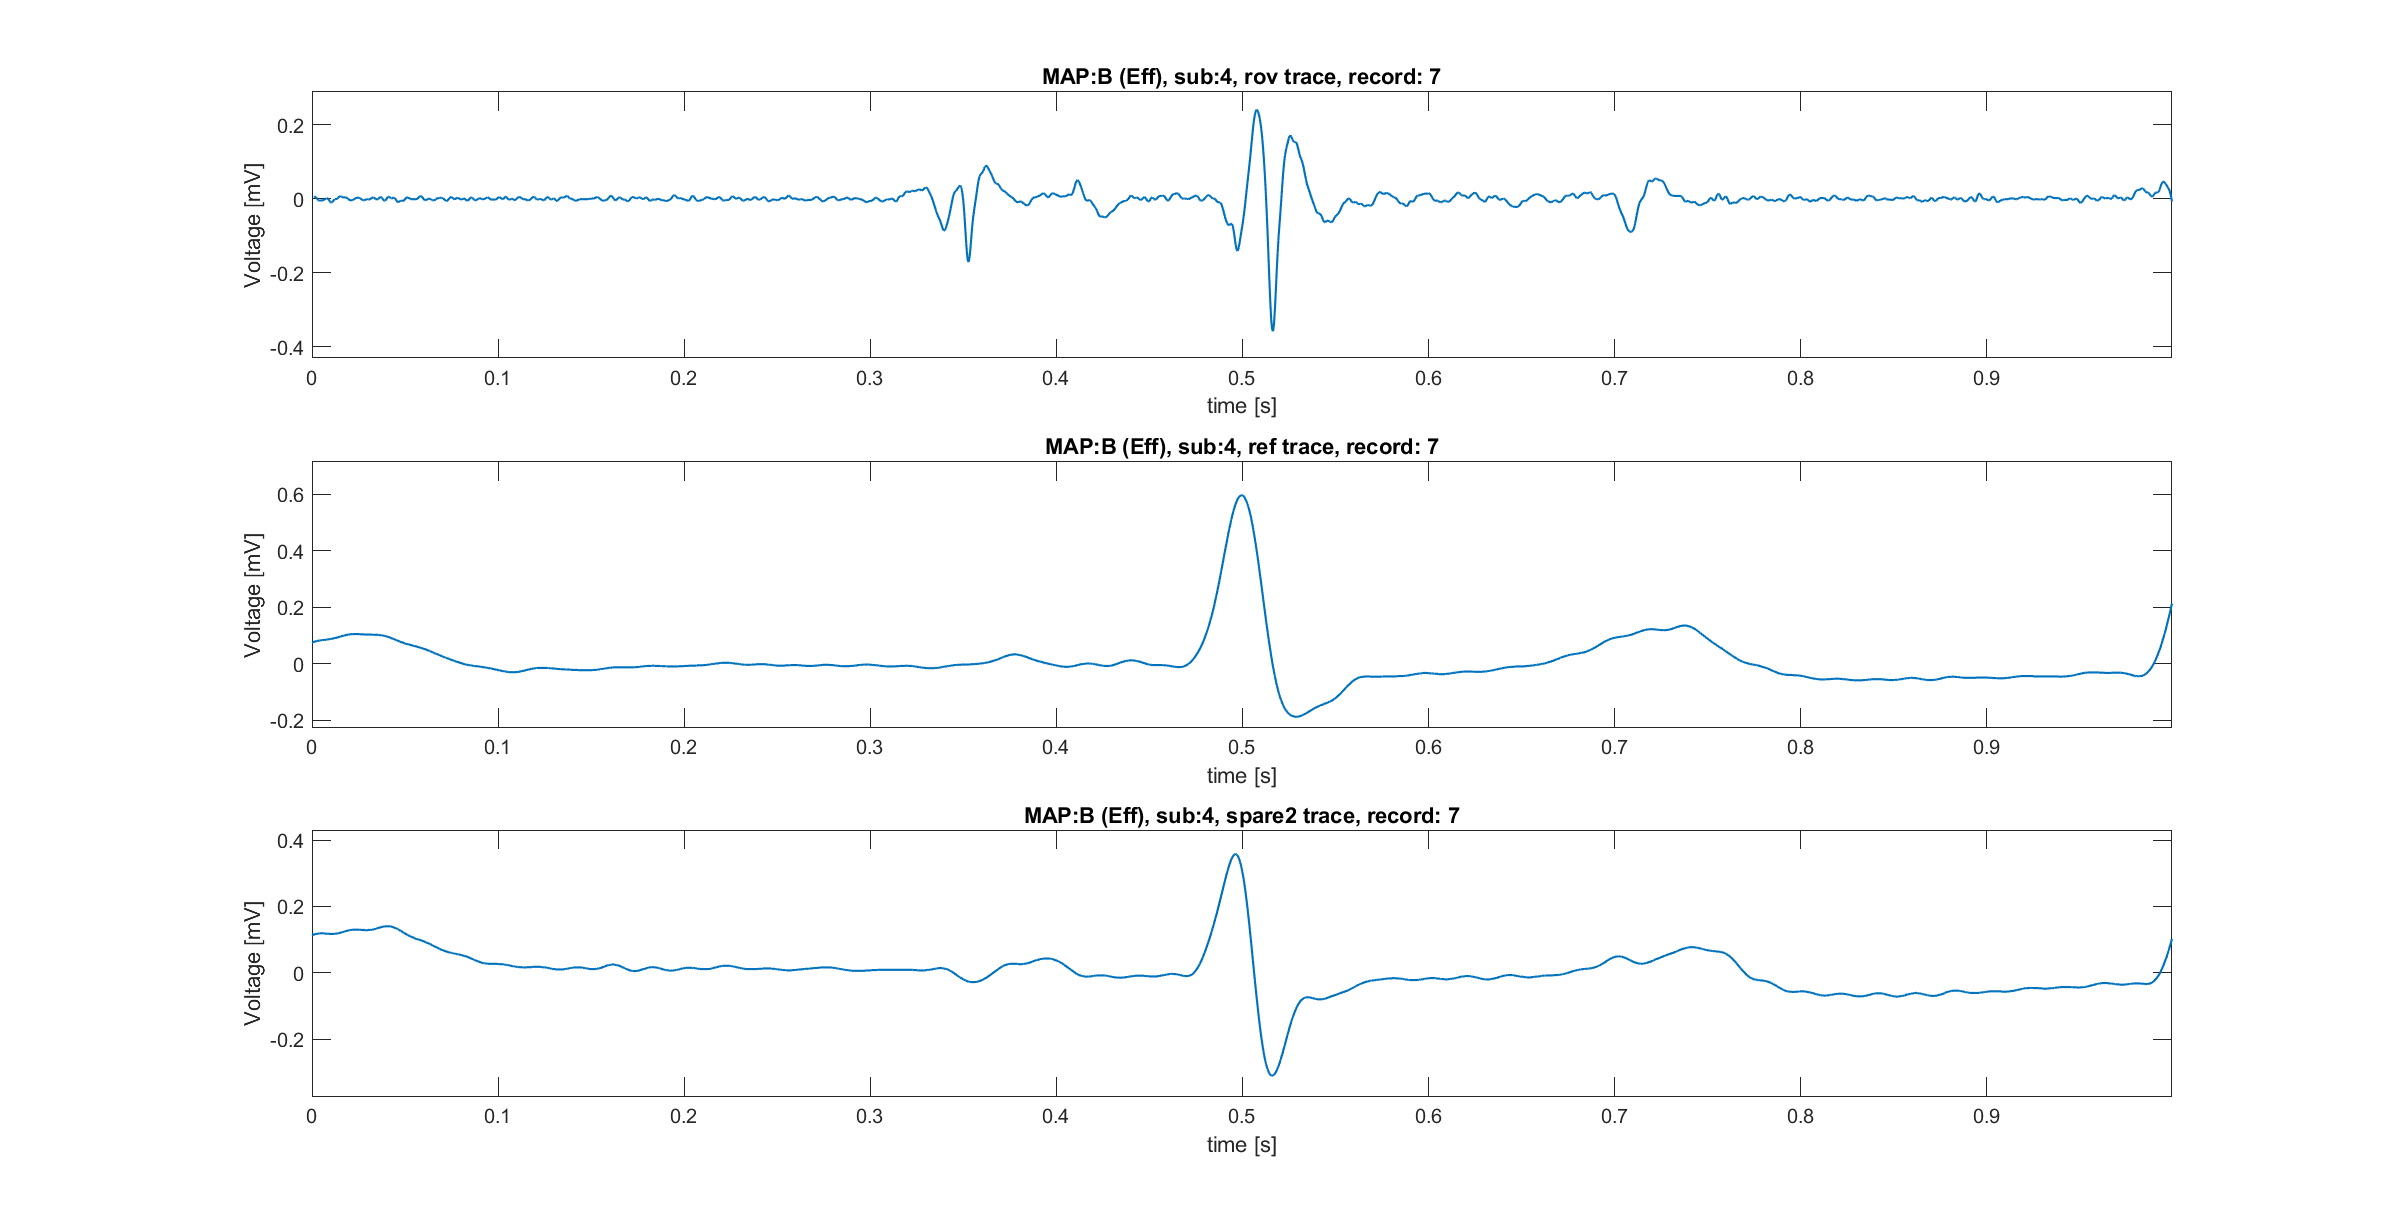 MAP:B (Eff), sub:4, rov trace, record: 7
Voltage [mV]
0.2
0
-0.2
-0.4
0 0.1 0.2 0.3 0.4 0.5 0.6 0.7 0.8 0.9
time [s]
MAP:B (Eff), sub:4, ref trace, record: 7
Voltage [mV]
0.6
0.4
0.2
0
-0.2
0 0.1 0.2 0.3 0.4 0.5 0.6 0.7 0.8 0.9
time [s]
MAP:B (Eff), sub:4, spare2 trace, record: 7
Voltage [mV]
0.4
0.2
0
-0.2
0 0.1 0.2 0.3 0.4 0.5 0.6 0.7 0.8 0.9
time [s]